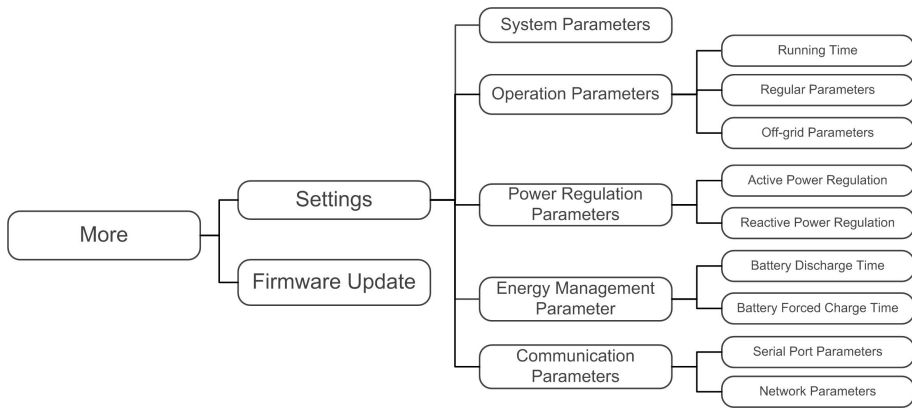 More
Settings
Firmware Update
System Parameters
Operation Parameters
Running Time
Regular Parameters
Off-grid Parameters
Power Regulation
Parameters
Active Power Regulation
Reactive Power Regulation
Energy Management
Parameter
Battery Discharge Time
Battery Forced Charge Time
Communication
Parameters
Serial Port Parameters
Network Parameters